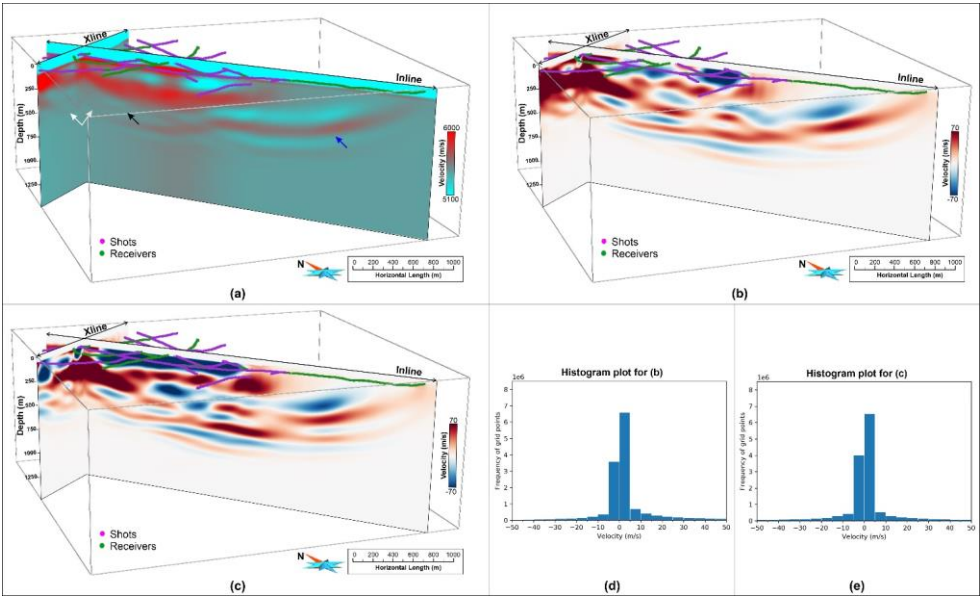 Xline
Inline
Depth (m)
0
250
500
750
1000
1250
6000
Velocity (m/s)
5100
Shots
Receivers
N
0 200 400 600 800 1000
Horizontal Length (m)
(a)
Xline
Inline
Depth (m)
0
250
500
750
1000
1250
70
Velocity (m/s)
-70
Shots
Receivers
N
0 200 400 600 800 1000
Horizontal Length (m)
(b)
Xline
Inline
Depth (m)
0
250
500
750
1000
1250
70
Velocity (m/s)
-70
Shots
Receivers
N
0 200 400 600 800 1000
Horizontal Length (m)
(c)
Histogram plot for (b)
1e6
8
7
6
5
4
3
2
1
0
Frequency of grid points
−50 −40 −30 −20 −10 0 10 20 30 40 50
Velocity (m/s)
(d)
Histogram plot for (c)
1e6
8
7
6
5
4
3
2
1
0
Frequency of grid points
−50 −40 −30 −20 −10 0 10 20 30 40 50
Velocity (m/s)
(e)